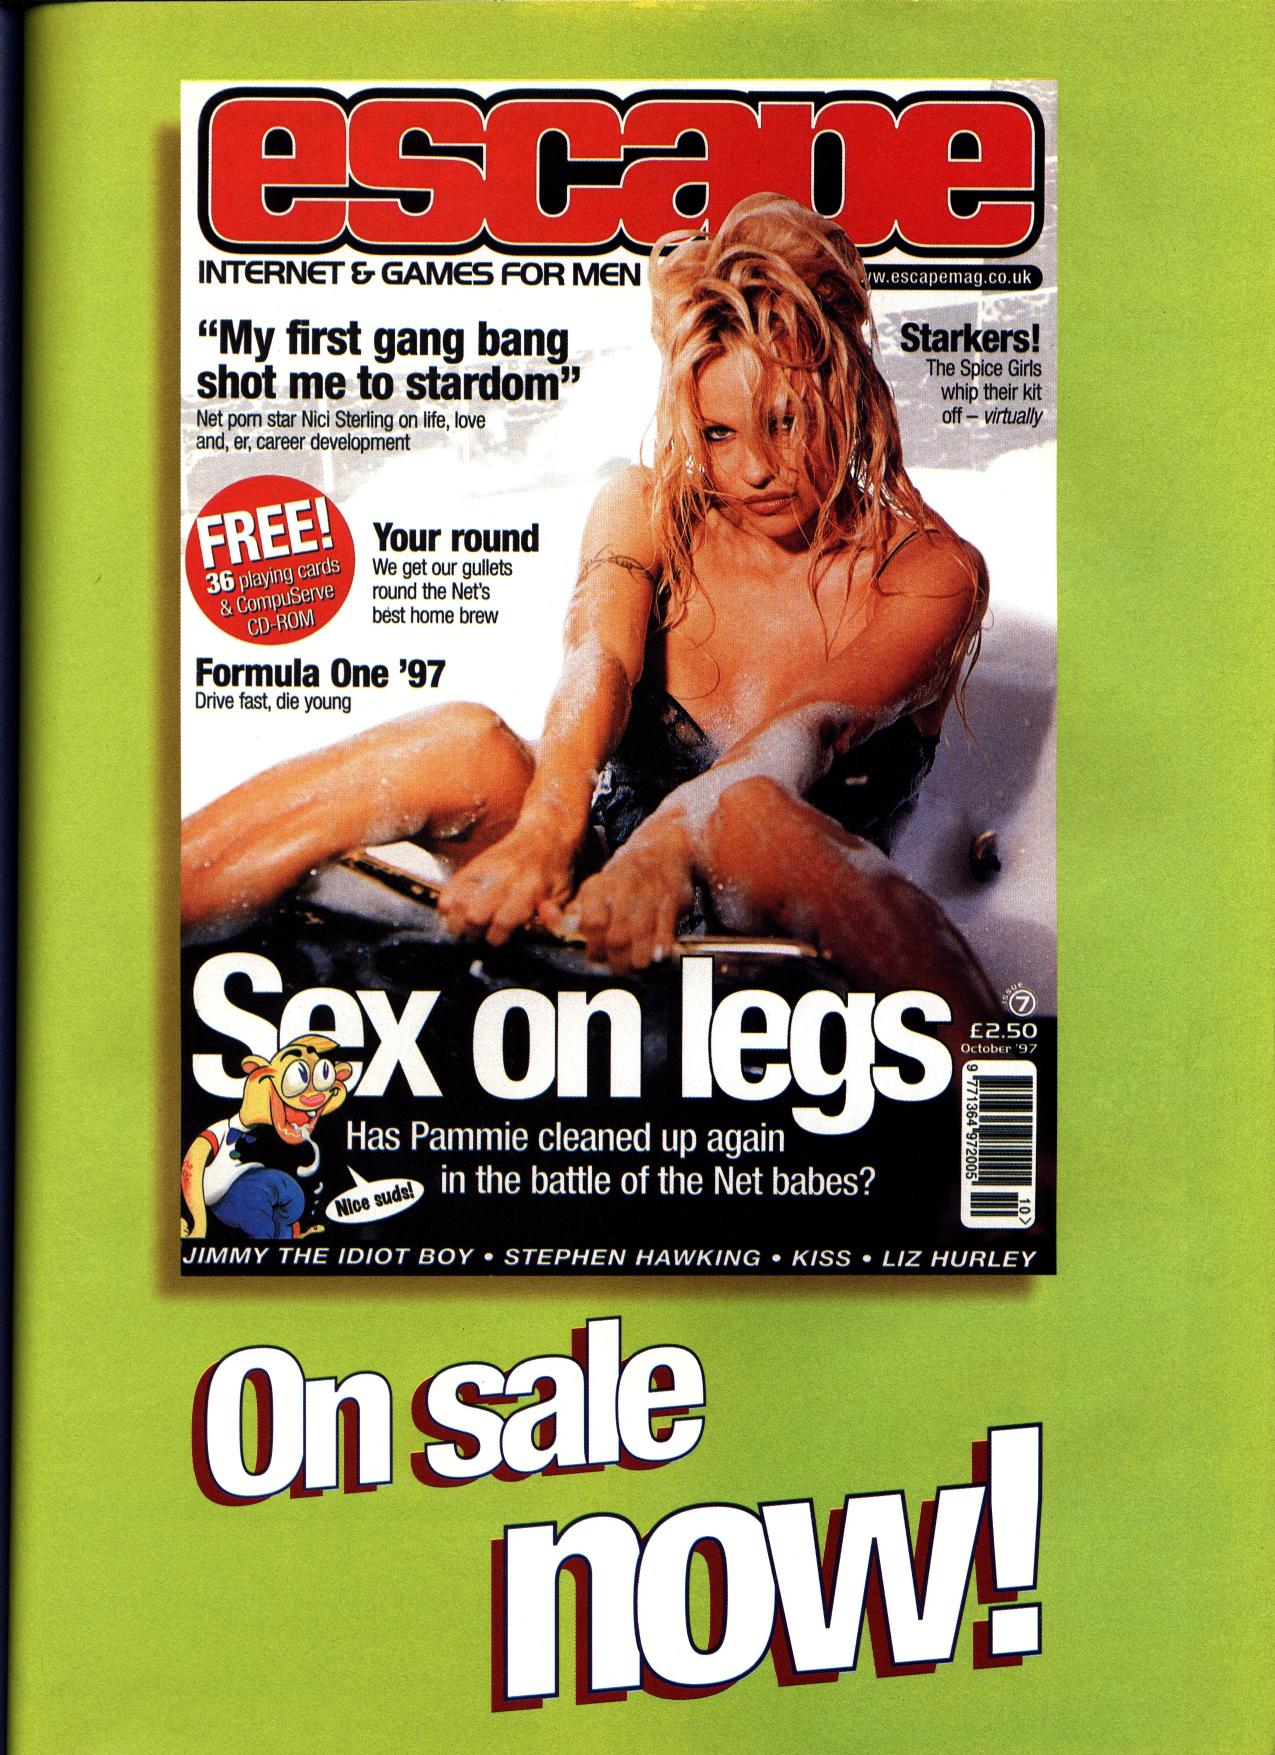 escape
INTERNET & GAMES FOR MEN
w.escapemag.co.uk
“My first gang bang
shot me to stardom”
Net porn star Nici Sterling on life, love
and, er, career development
Starkers!
The Spice Girls
whip their kit
off – virtually
FREE!
36 playing cards
& CompuServe
CD-ROM
Your round
We get our gullets
round the Net's
best home brew
Formula One ’97
Drive fast, die young
Sex on legs
ISSUE
7
£2.50
October '97
Has Pammie cleaned up again
in the battle of the Net babes?
Nice suds!
9 771364 972005
10>
JIMMY THE IDIOT BOY • STEPHEN HAWKING • KISS • LIZ HURLEY
On sale
now!